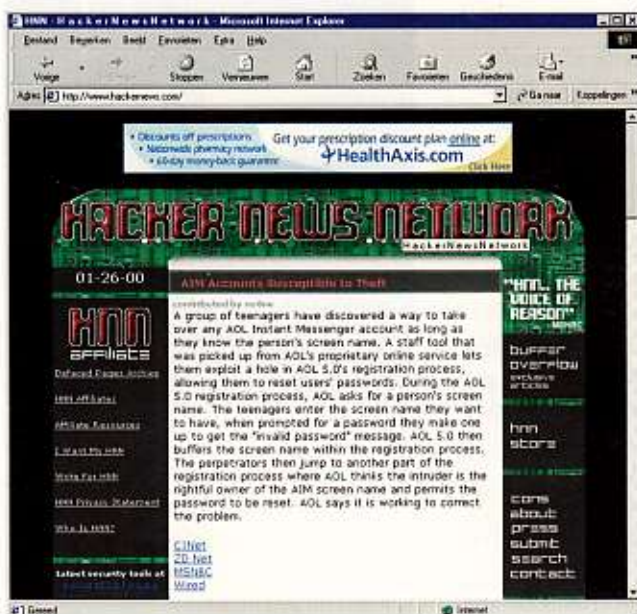 HNN - H a c k e r N e w s N e t w o r k - Microsoft Internet Explorer
Bestand Bewerken Beeld Favorieten Extra Help
Vorige Stoppen Vernieuwen Start Zoeken Favorieten Geschiedenis E-mail
Adres http://www.hackernews.com/ Ga naar Koppelingen
• Discounts off prescriptions
• Nationwide pharmacy network
• 60-day money-back guarantee
Get your prescription discount plan online at:
HealthAxis.com
Click Here
HACKER NEWS NETWORK
HackerNewsNetwork
01-26-00
HNN
AFFILIATE
Defaced Pages Archive
HNN Affiliates
Affiliate Resources
I Want My HNN
Write For HNN
HNN Privacy Statement
Who Is HNN?
Latest security tools at
AIM Accounts Susceptible to Theft
contributed by
A group of teenagers have discovered a way to take
over any AOL Instant Messenger account as long as
they know the person's screen name. A staff tool that
was picked up from AOL's proprietary online service lets
them exploit a hole in AOL 5.0's registration process,
allowing them to reset users' passwords. During the AOL
5.0 registration process, AOL asks for a person's screen
name. The teenagers enter the screen name they want
to have, when prompted for a password they make one
up to get the "invalid password" message. AOL 5.0 then
buffers the screen name within the registration process.
The perpetrators then jump to another part of the
registration process where AOL thinks the intruder is the
rightful owner of the AIM screen name and permits the
password to be reset. AOL says it is working to correct
the problem.
C|Net
ZD Net
MSNBC
Wired
"HNN.. THE
VOICE OF
REASON"
buffer
overflow
exclusive
articles
hnn
store
cons
about
press
submit
search
contact
Gereed Internet